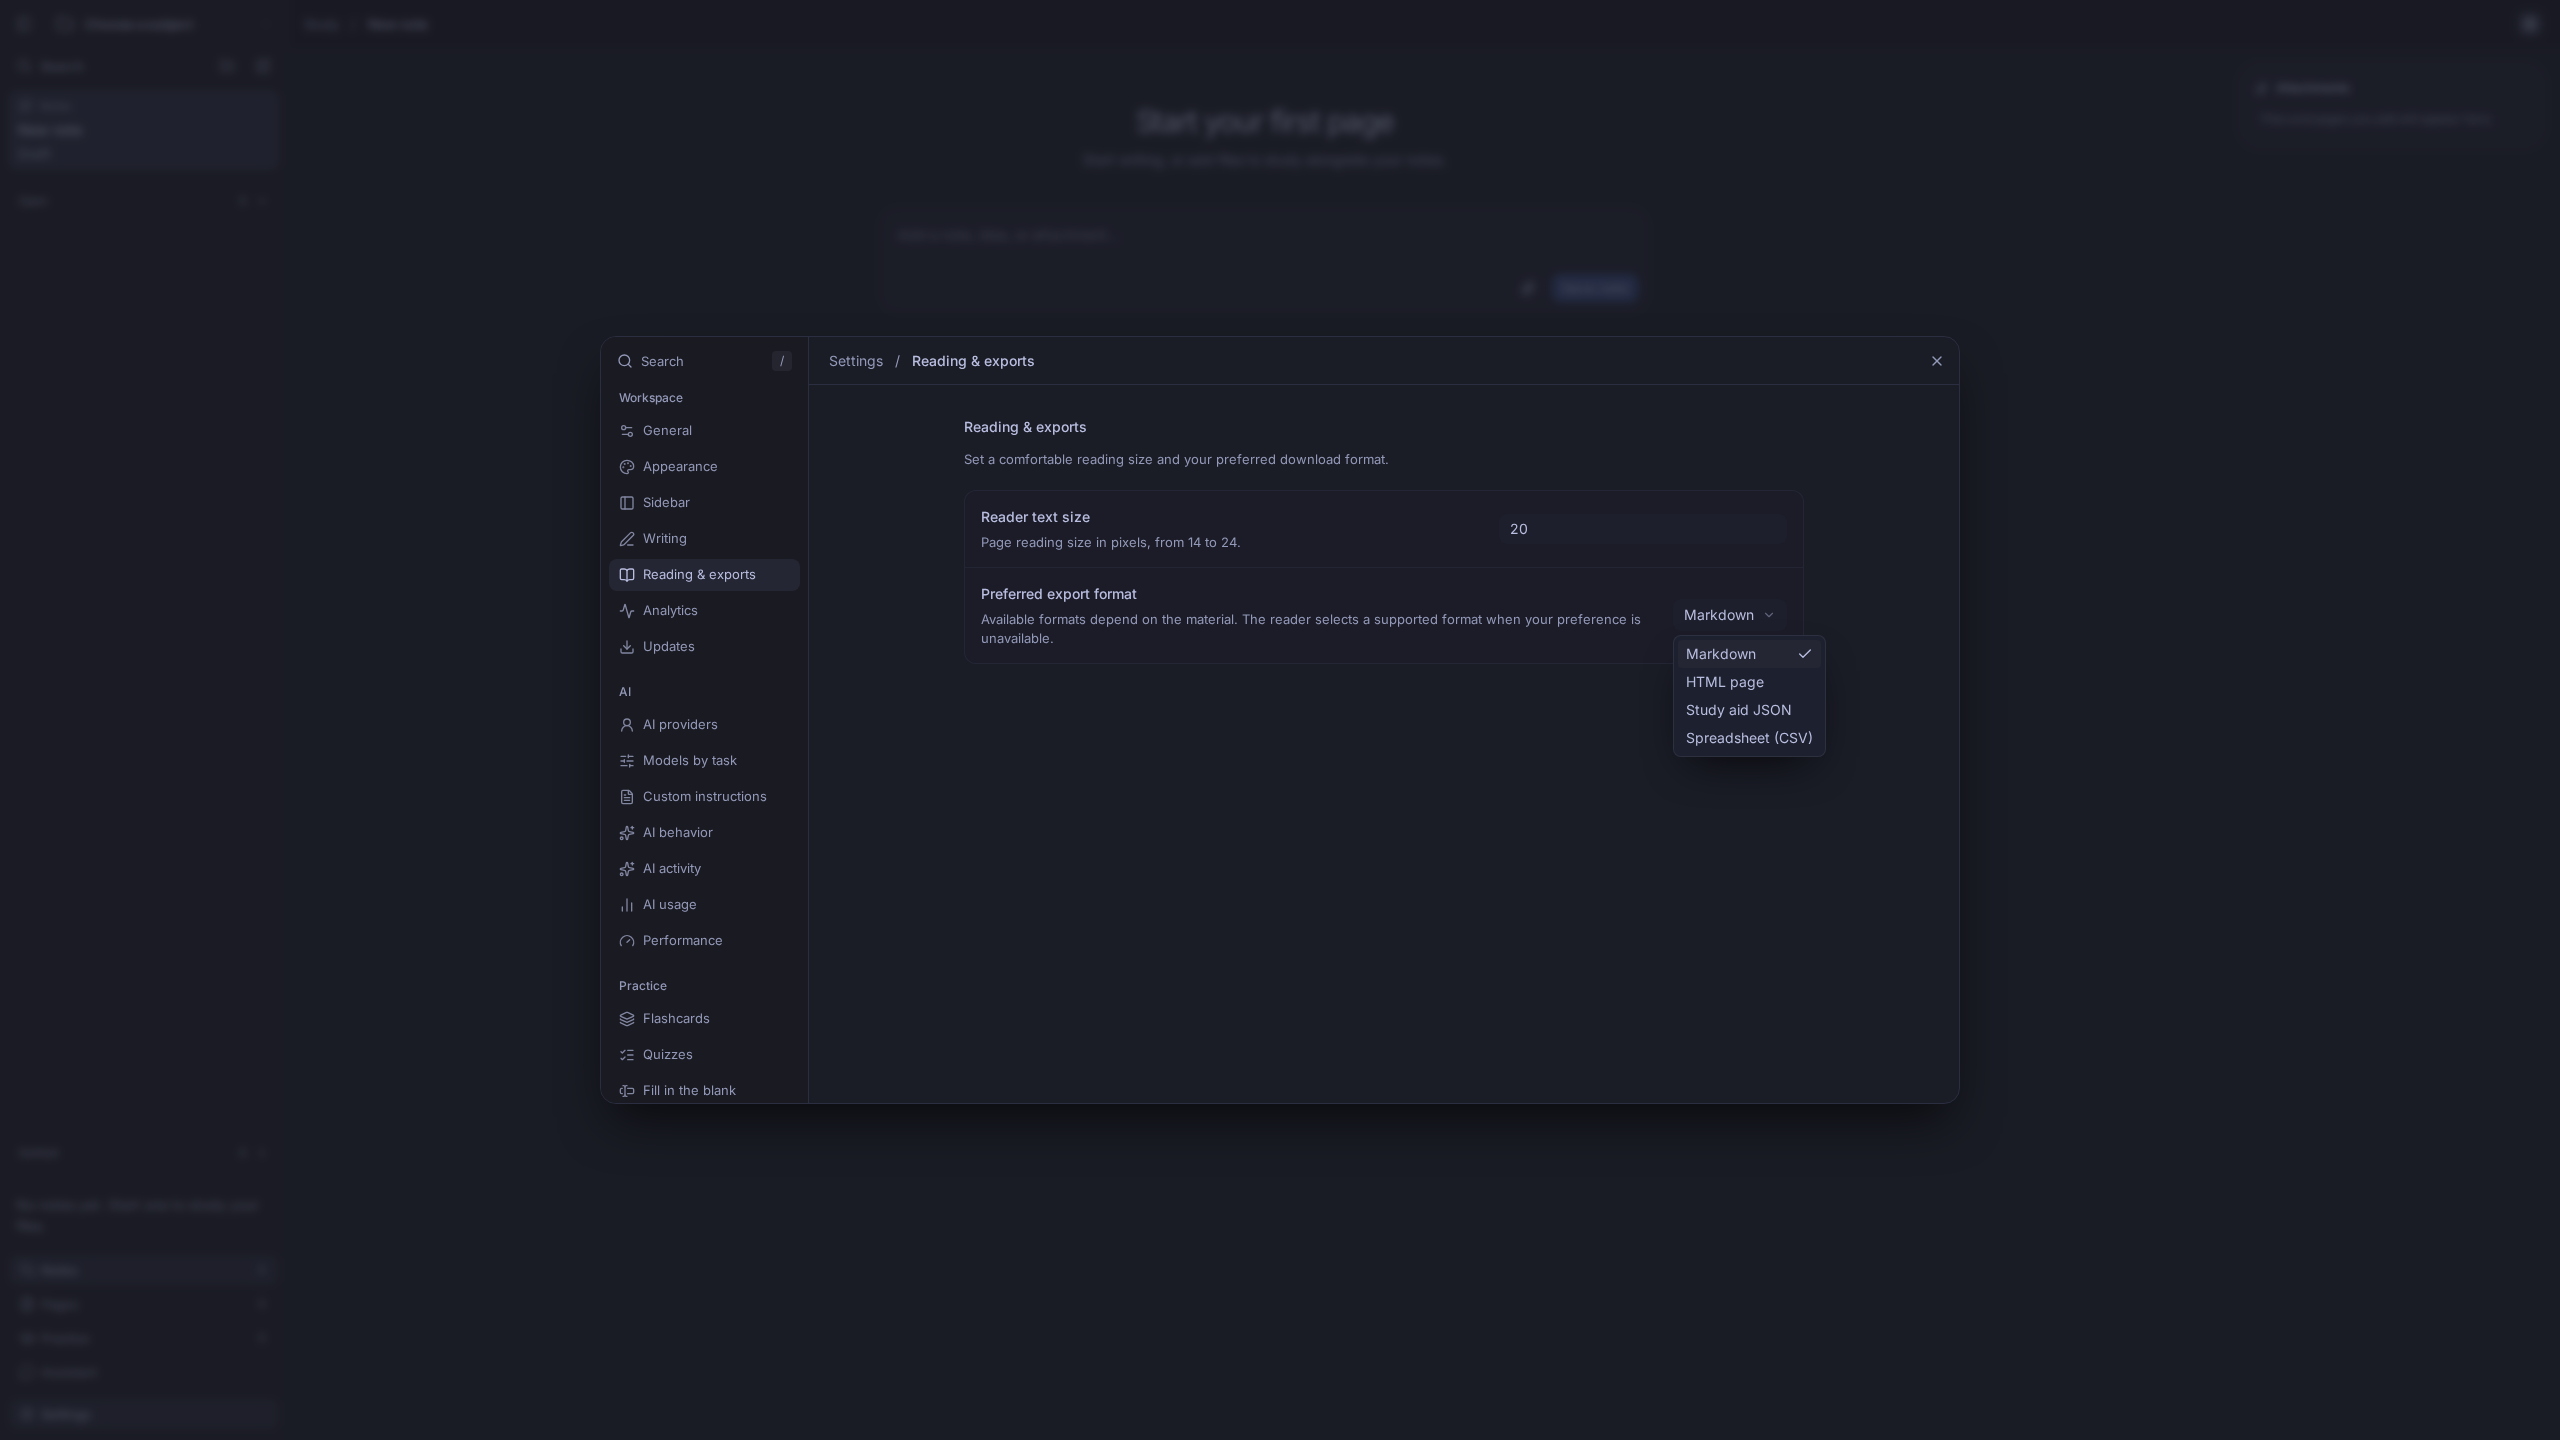 Start your first page
Search
/
Workspace
General
Appearance
Sidebar
Writing
Reading & exports
Analytics
Updates
AI
AI providers
Models by task
Custom instructions
AI behavior
AI activity
AI usage
Performance
Practice
Flashcards
Quizzes
Fill in the blank
Settings / Reading & exports
Reading & exports
Set a comfortable reading size and your preferred download format.
Reader text size
Page reading size in pixels, from 14 to 24.
20
Preferred export format
Available formats depend on the material. The reader selects a supported format when your preference is
unavailable.
Markdown
Markdown
HTML page
Study aid JSON
Spreadsheet (CSV)